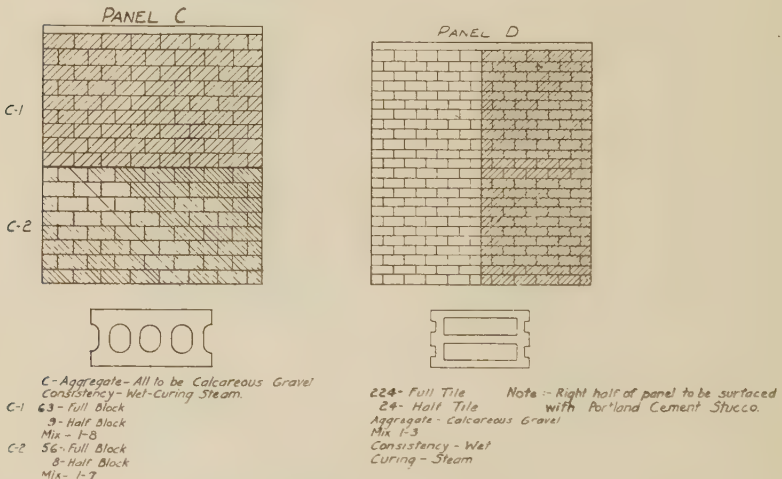 PANEL C
PANEL D
C-1
C-2
C-Aggregate-All to be Calcareous Gravel
Consistency-Wet-Curing Steam.
C-1 63-Full Block
9-Half Block
Mix-1-8
C-2 56-Full Block
8-Half Block
Mix-1-7
224-Full Tile
24-Half Tile
Aggregate-Calcareous Gravel
Mix 1-3
Consistency-Wet
Curing-Steam
Note:-Right half of panel to be surfaced
with Portland Cement Stucco.